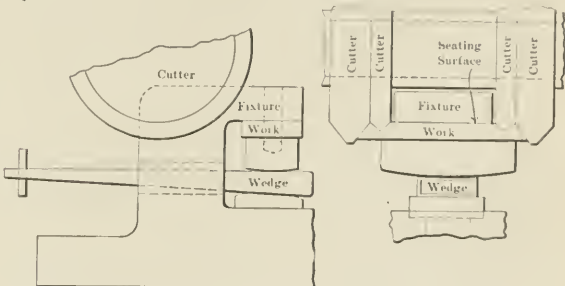 Cutter
Fixture
Work
Wedge
Cutter
Cutter
Seating
Surface
Cutter
Cutter
Fixture
Work
Wedge